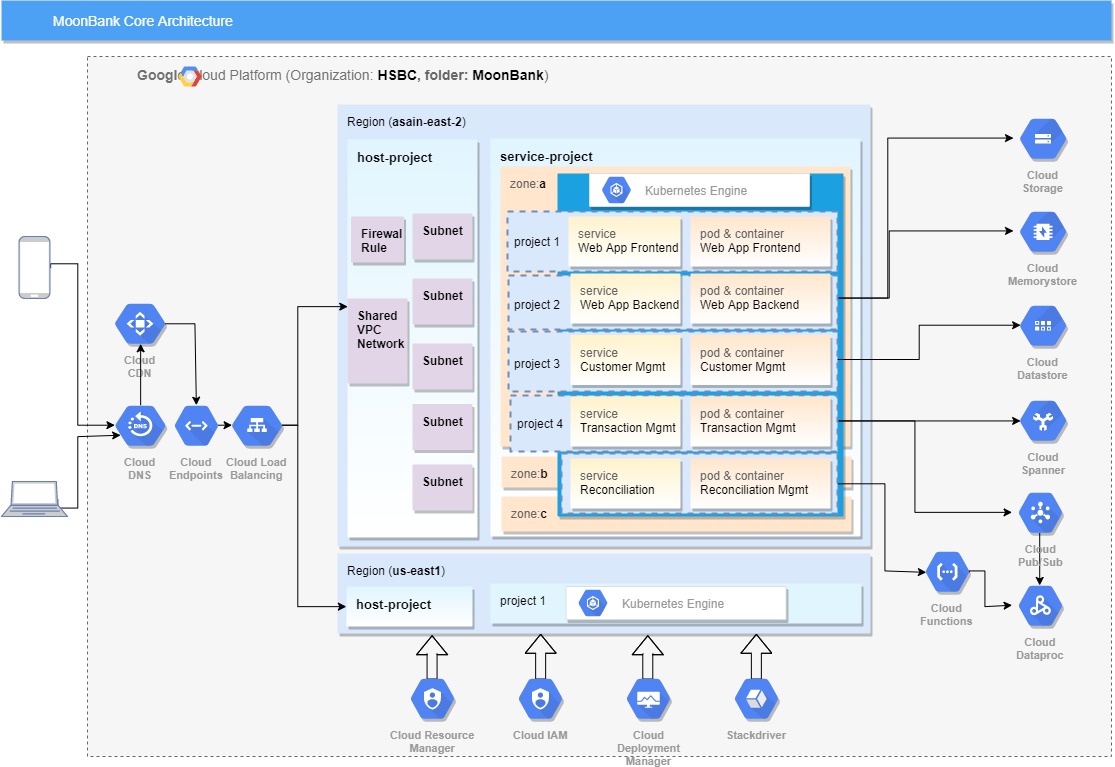 MoonBank Core Architecture
Google Cloud Platform (Organization: HSBC, folder: MoonBank)
Region (asain-east-2)
host-project
Firewal
Rule
Subnet
Subnet
Shared
VPC
Network
Subnet
Subnet
Subnet
service-project
zone:a
Kubernetes Engine
project 1
service
Web App Frontend
pod & container
Web App Frontend
project 2
service
Web App Backend
pod & container
Web App Backend
project 3
service
Customer Mgmt
pod & container
Customer Mgmt
project 4
service
Transaction Mgmt
pod & container
Transaction Mgmt
zone:b
service
Reconciliation
pod & container
Reconciliation Mgmt
zone:c
Region (us-east1)
host-project
project 1
Kubernetes Engine
Cloud
CDN
DNS
Cloud
DNS
Cloud
Endpoints
Cloud Load
Balancing
Cloud
Storage
Cloud
Memorystore
Cloud
Datastore
Cloud
Spanner
Cloud
Pub/Sub
Cloud
Functions
Cloud
Dataproc
Cloud Resource
Manager
Cloud IAM
Cloud
Deployment
Manager
Stackdriver